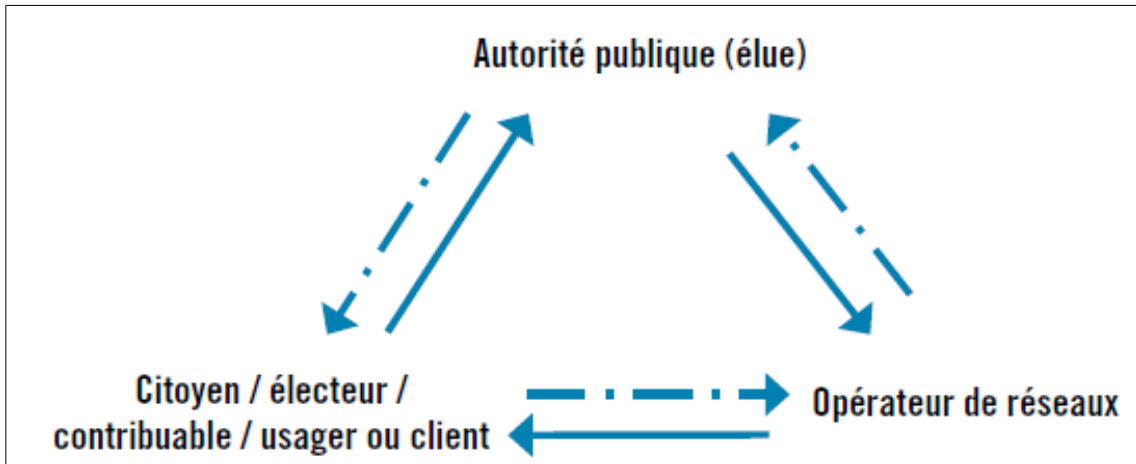 Autorité publique (élue)
Citoyen / électeur /
contribuable / usager ou client
Opérateur de réseaux